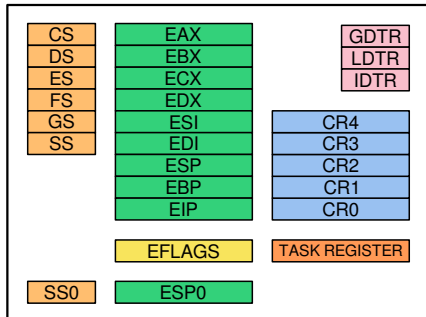 CS
DS
ES
FS
GS
SS
EAX
EBX
ECX
EDX
ESI
EDI
ESP
EBP
EIP
GDTR
LDTR
IDTR
CR4
CR3
CR2
CR1
CR0
EFLAGS
TASK REGISTER
SS0
ESP0